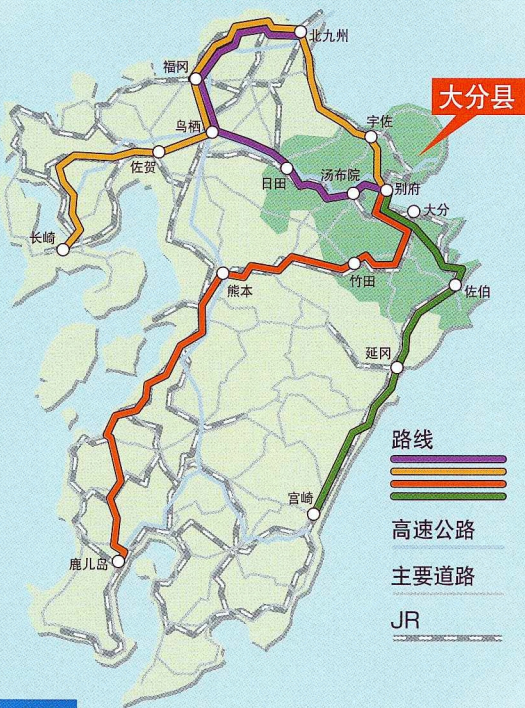 北九州
福冈
大分县
鸟栖
宇佐
佐贺
日田
汤布院
别府
大分
长崎
竹田
熊本
佐伯
延冈
路线
宫崎
高速公路
鹿儿岛
主要道路
JR